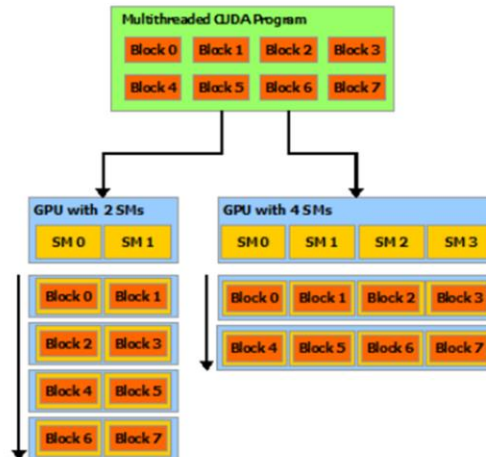 Multithreaded CUDA Program
Block 0 Block 1 Block 2 Block 3
Block 4 Block 5 Block 6 Block 7
GPU with 2 SMs
SM 0 SM 1
Block 0 Block 1
Block 2 Block 3
Block 4 Block 5
Block 6 Block 7
GPU with 4 SMs
SM 0 SM 1 SM 2 SM 3
Block 0 Block 1 Block 2 Block 3
Block 4 Block 5 Block 6 Block 7